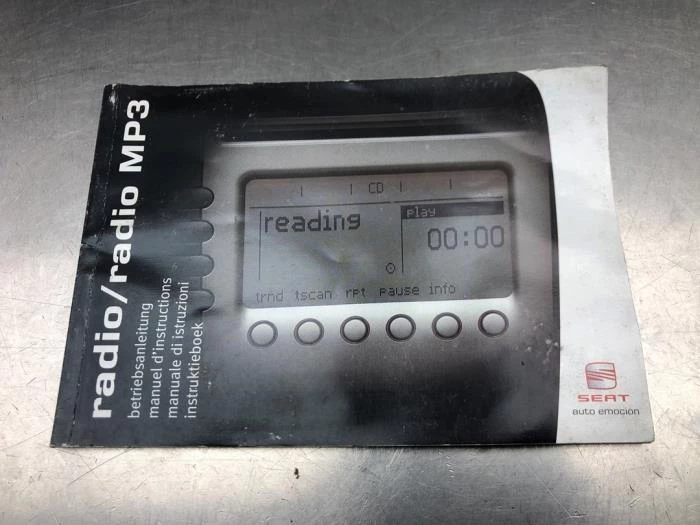 radio/radio MP3
betriebsanleitung
manuel d'instructions
manuale di istruzioni
instruktieboek
CD
reading
play
00:00
trnd tscan rpt pause info
SEAT
auto emoción